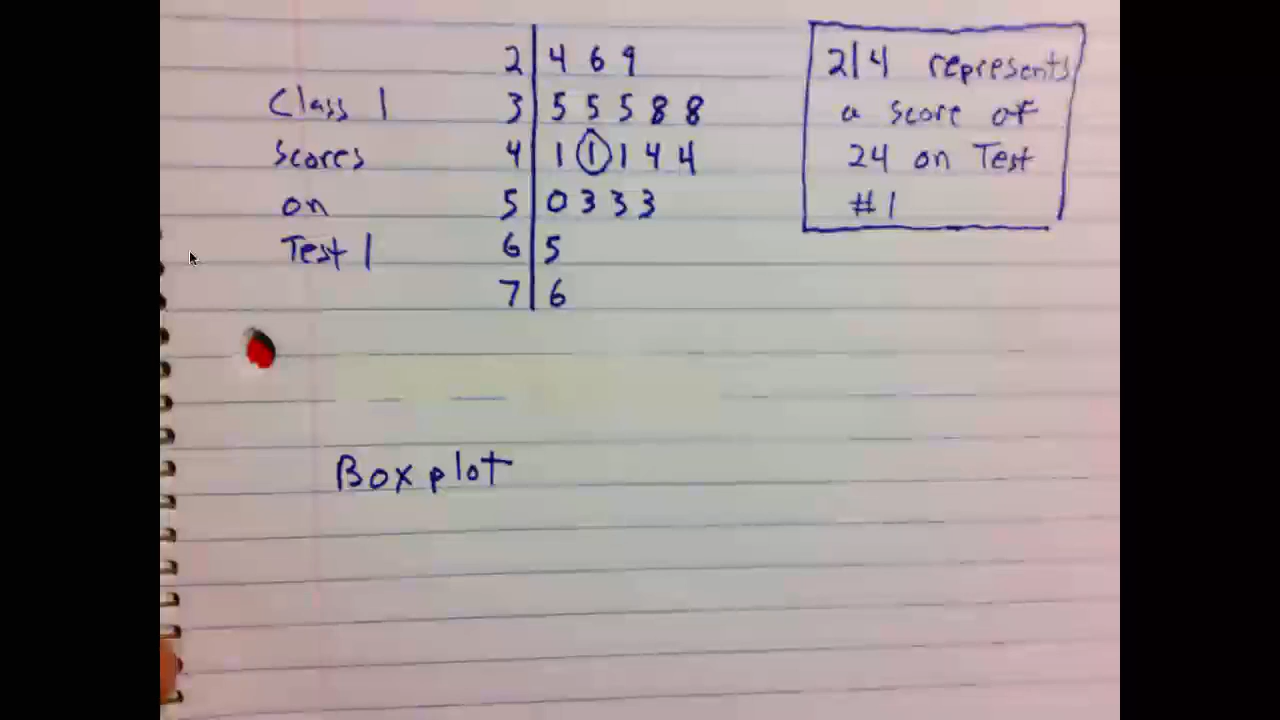 2 | 4 6 9
Class 1 3 | 5 5 5 8 8
scores 4 | 1 1 1 4 4
on 5 | 0 3 3 3
Test 1 6 | 5
7 | 6
2|4 represents
a score of
24 on Test
#1
Boxplot